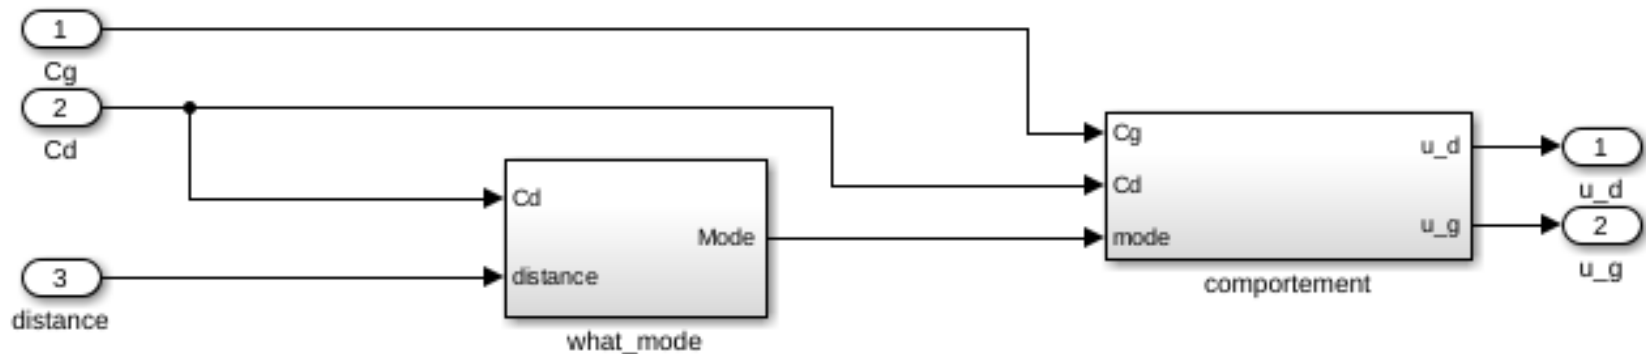 1
Cg
2
Cd
3
distance
Cd
distance
Mode
what_mode
Cg
Cd
mode
u_d
u_g
comportement
1
u_d
2
u_g